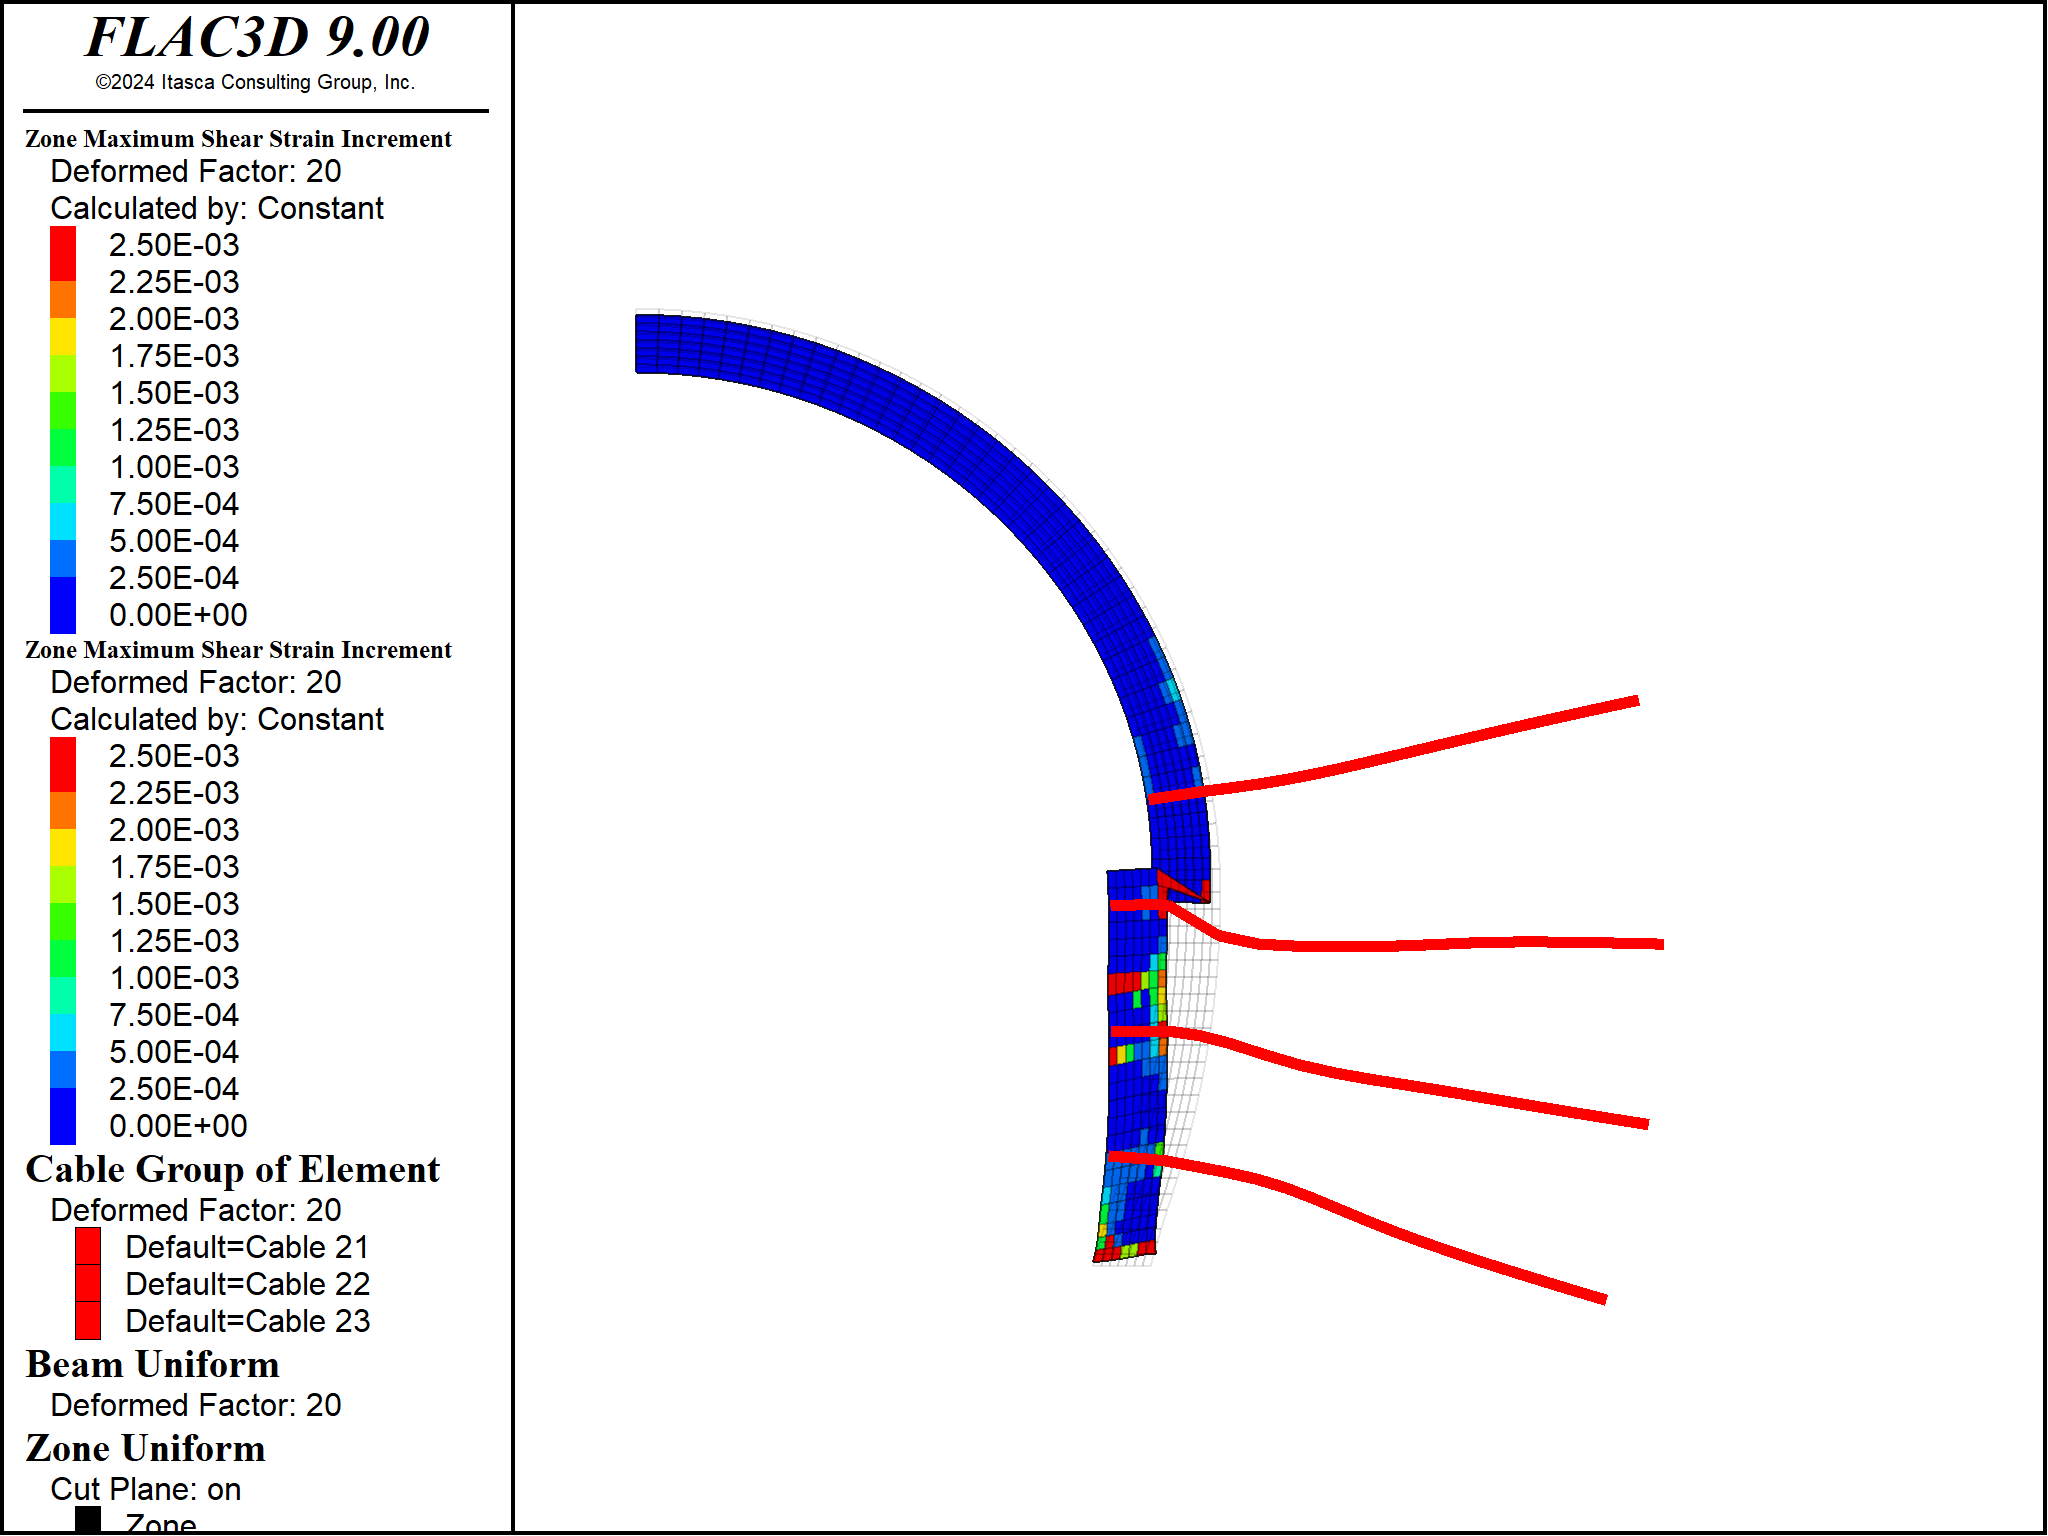 FLAC3D 9.00
©2024 Itasca Consulting Group, Inc.
Zone Maximum Shear Strain Increment
Deformed Factor: 20
Calculated by: Constant
2.50E-03
2.25E-03
2.00E-03
1.75E-03
1.50E-03
1.25E-03
1.00E-03
7.50E-04
5.00E-04
2.50E-04
0.00E+00
Zone Maximum Shear Strain Increment
Deformed Factor: 20
Calculated by: Constant
2.50E-03
2.25E-03
2.00E-03
1.75E-03
1.50E-03
1.25E-03
1.00E-03
7.50E-04
5.00E-04
2.50E-04
0.00E+00
Cable Group of Element
Deformed Factor: 20
Default=Cable 21
Default=Cable 22
Default=Cable 23
Beam Uniform
Deformed Factor: 20
Zone Uniform
Cut Plane: on
Zone